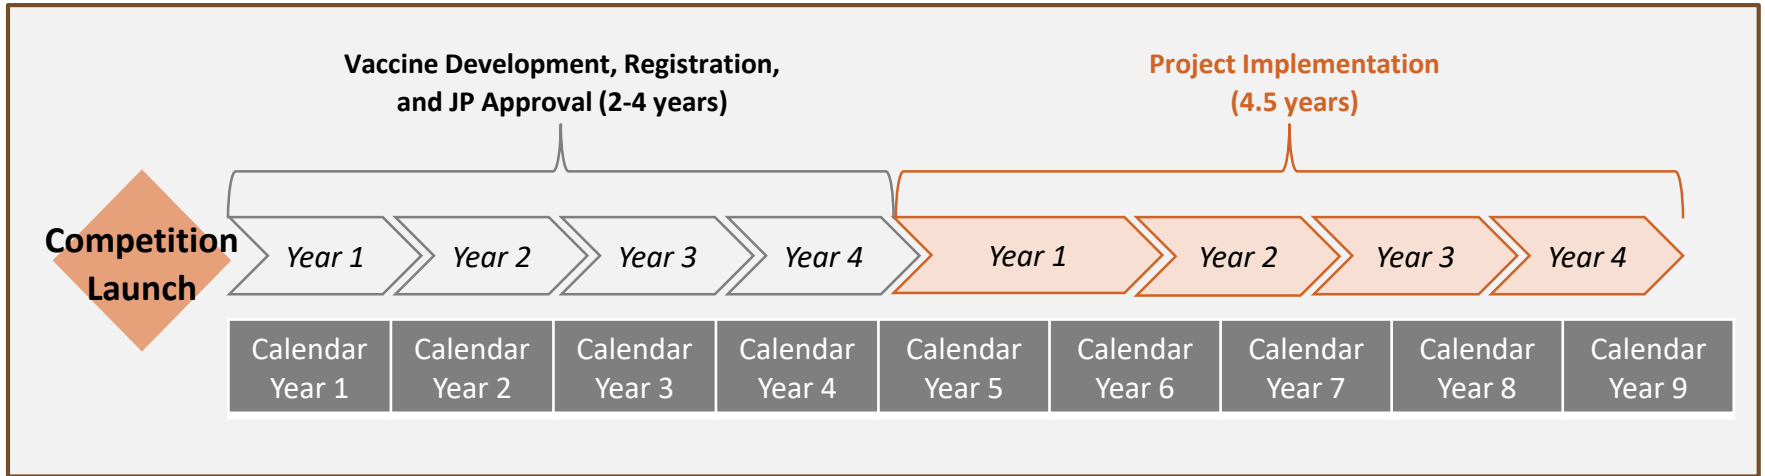 Vaccine Development, Registration,
and JP Approval (2-4 years)
Project Implementation
(4.5 years)
Competition
Launch
Year 1
Year 2
Year 3
Year 4
Year 1
Year 2
Year 3
Year 4
Calendar
Year 1
Calendar
Year 2
Calendar
Year 3
Calendar
Year 4
Calendar
Year 5
Calendar
Year 6
Calendar
Year 7
Calendar
Year 8
Calendar
Year 9